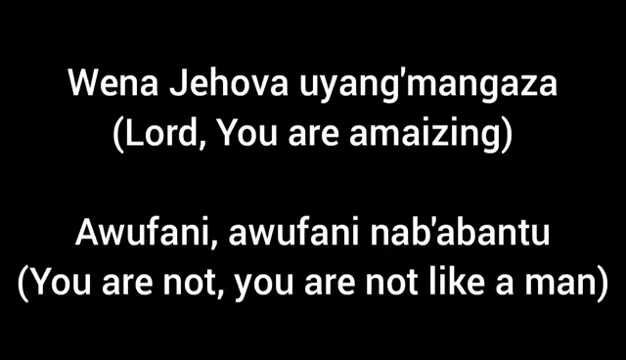 Wena Jehova uyang'mangaza
(Lord, You are amaizing)
Awufani, awufani nab'abantu
(You are not, you are not like a man)